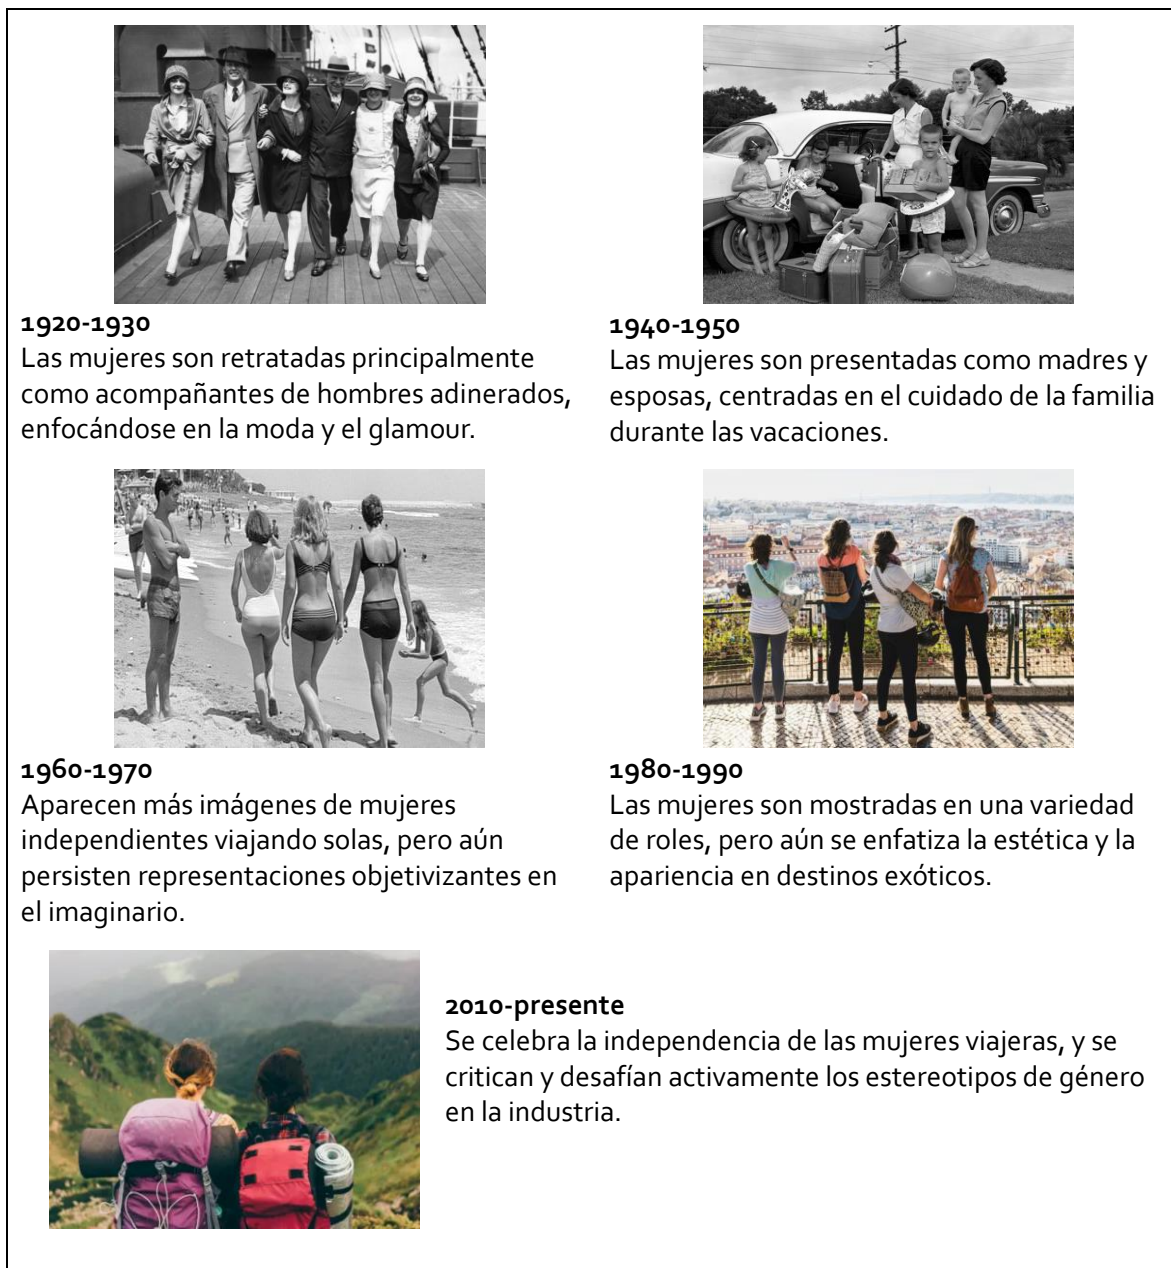 1920-1930
Las mujeres son retratadas principalmente
como acompañantes de hombres adinerados,
enfocándose en la moda y el glamour.
1940-1950
Las mujeres son presentadas como madres y
esposas, centradas en el cuidado de la familia
durante las vacaciones.
1960-1970
Aparecen más imágenes de mujeres
independientes viajando solas, pero aún
persisten representaciones objetivizantes en
el imaginario.
1980-1990
Las mujeres son mostradas en una variedad
de roles, pero aún se enfatiza la estética y la
apariencia en destinos exóticos.
2010-presente
Se celebra la independencia de las mujeres viajeras, y se
critican y desafían activamente los estereotipos de género
en la industria.